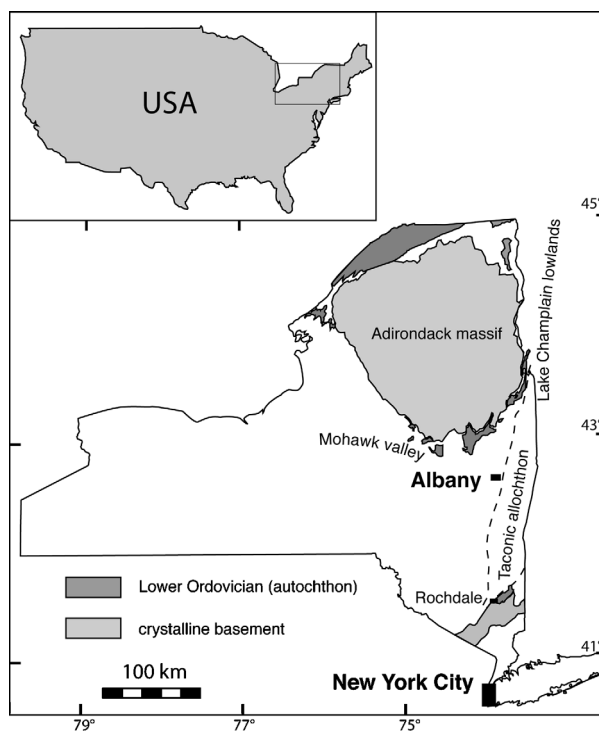 USA
45°
Lake Champlain lowlands
Adirondack massif
43°
Mohawk valley
Albany
Taconic allochthon
Lower Ordovician (autochthon)
Rochdale
crystalline basement
41°
100 km
New York City
79°
77°
75°